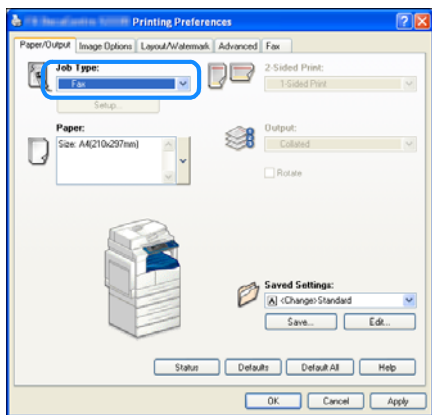 Printing Preferences
Paper/Output Image Options Layout/Watermark Advanced Fax
Job Type:
Fax
Setup...
2-Sided Print:
1-Sided Print
Paper:
Size: A4(210x297mm)
Output:
Collated
Rotate
Saved Settings:
A <Change>Standard
Save... Edit...
Status Defaults Default All Help
OK Cancel Apply